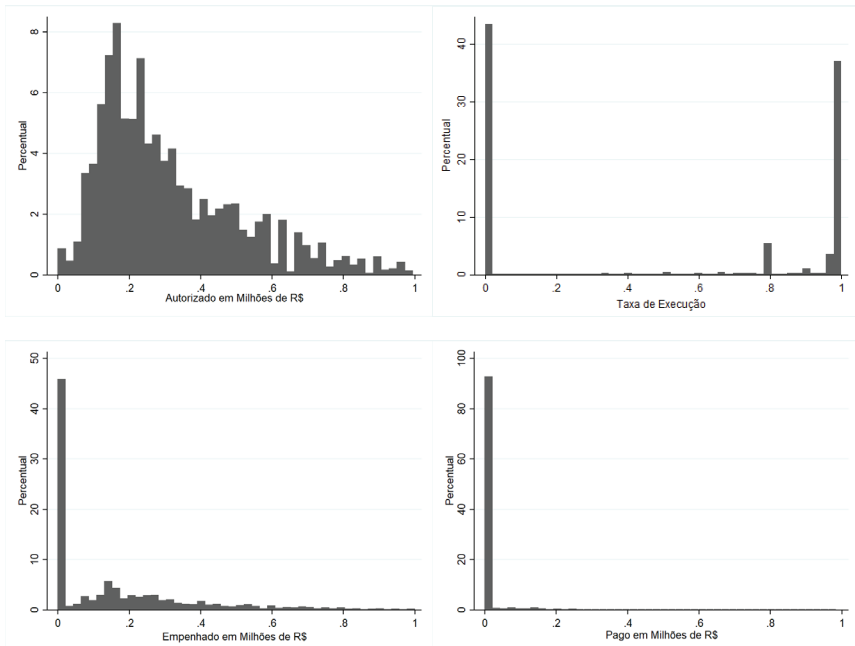 Percentual
8
6
4
2
0
0 .2 .4 .6 .8 1
Autorizado em Milhões de R$
Percentual
40
30
20
10
0
0 .2 .4 .6 .8 1
Taxa de Execução
Percentual
50
40
30
20
10
0
0 .2 .4 .6 .8 1
Empenhado em Milhões de R$
Percentual
100
80
60
40
20
0
0 .2 .4 .6 .8 1
Pago em Milhões de R$